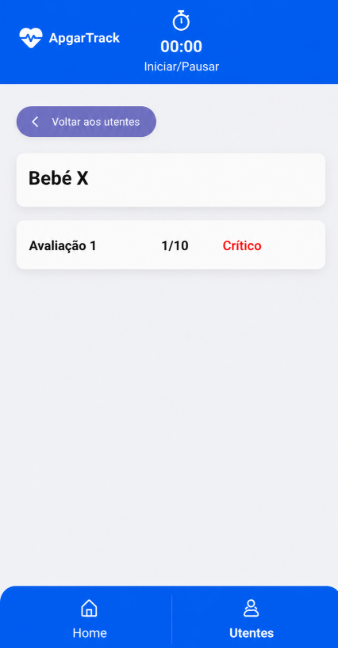 ApgarTrack
00:00
Iniciar/Pausar
Voltar aos utentes
Bebé X
Avaliação 1 1/10 Crítico
Home Utentes